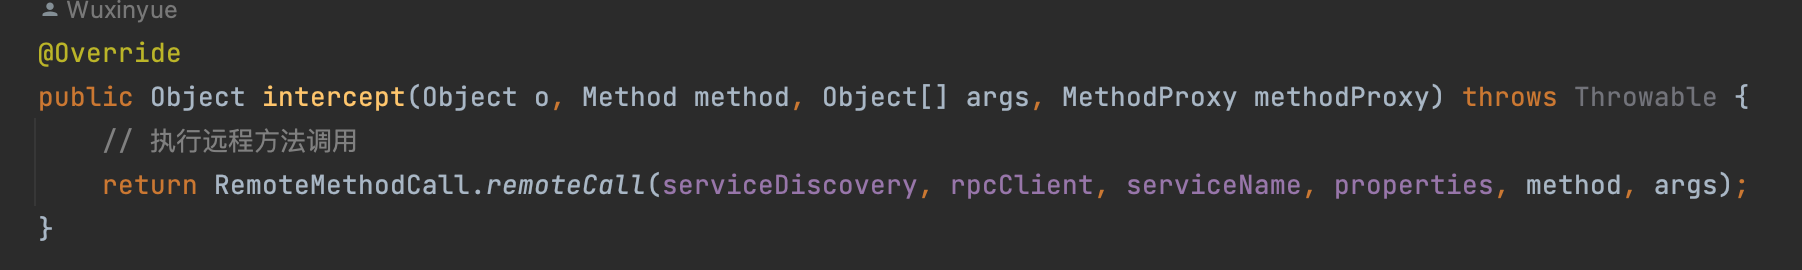 Wuxinyue
@Override
public Object intercept(Object o, Method method, Object[] args, MethodProxy methodProxy) throws Throwable {
// 执行远程方法调用
return RemoteMethodCall.remoteCall(serviceDiscovery, rpcClient, serviceName, properties, method, args);
}